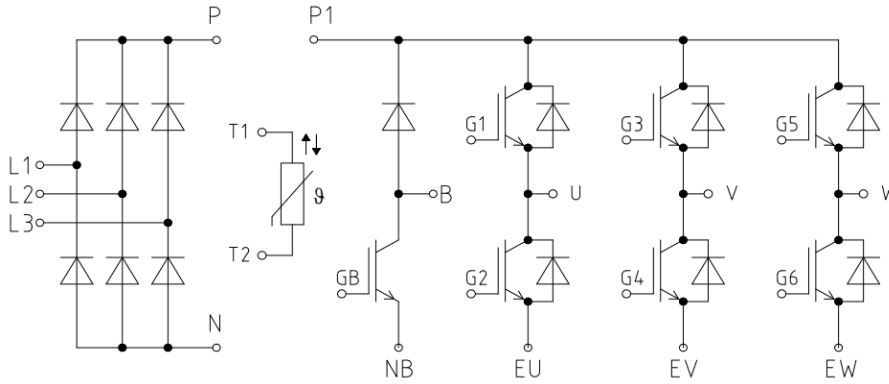 P P1
T1
G1 G3 G5
L1
L2 B U V W
L3 ϑ
T2
GB G2 G4 G6
N
NB EU EV EW